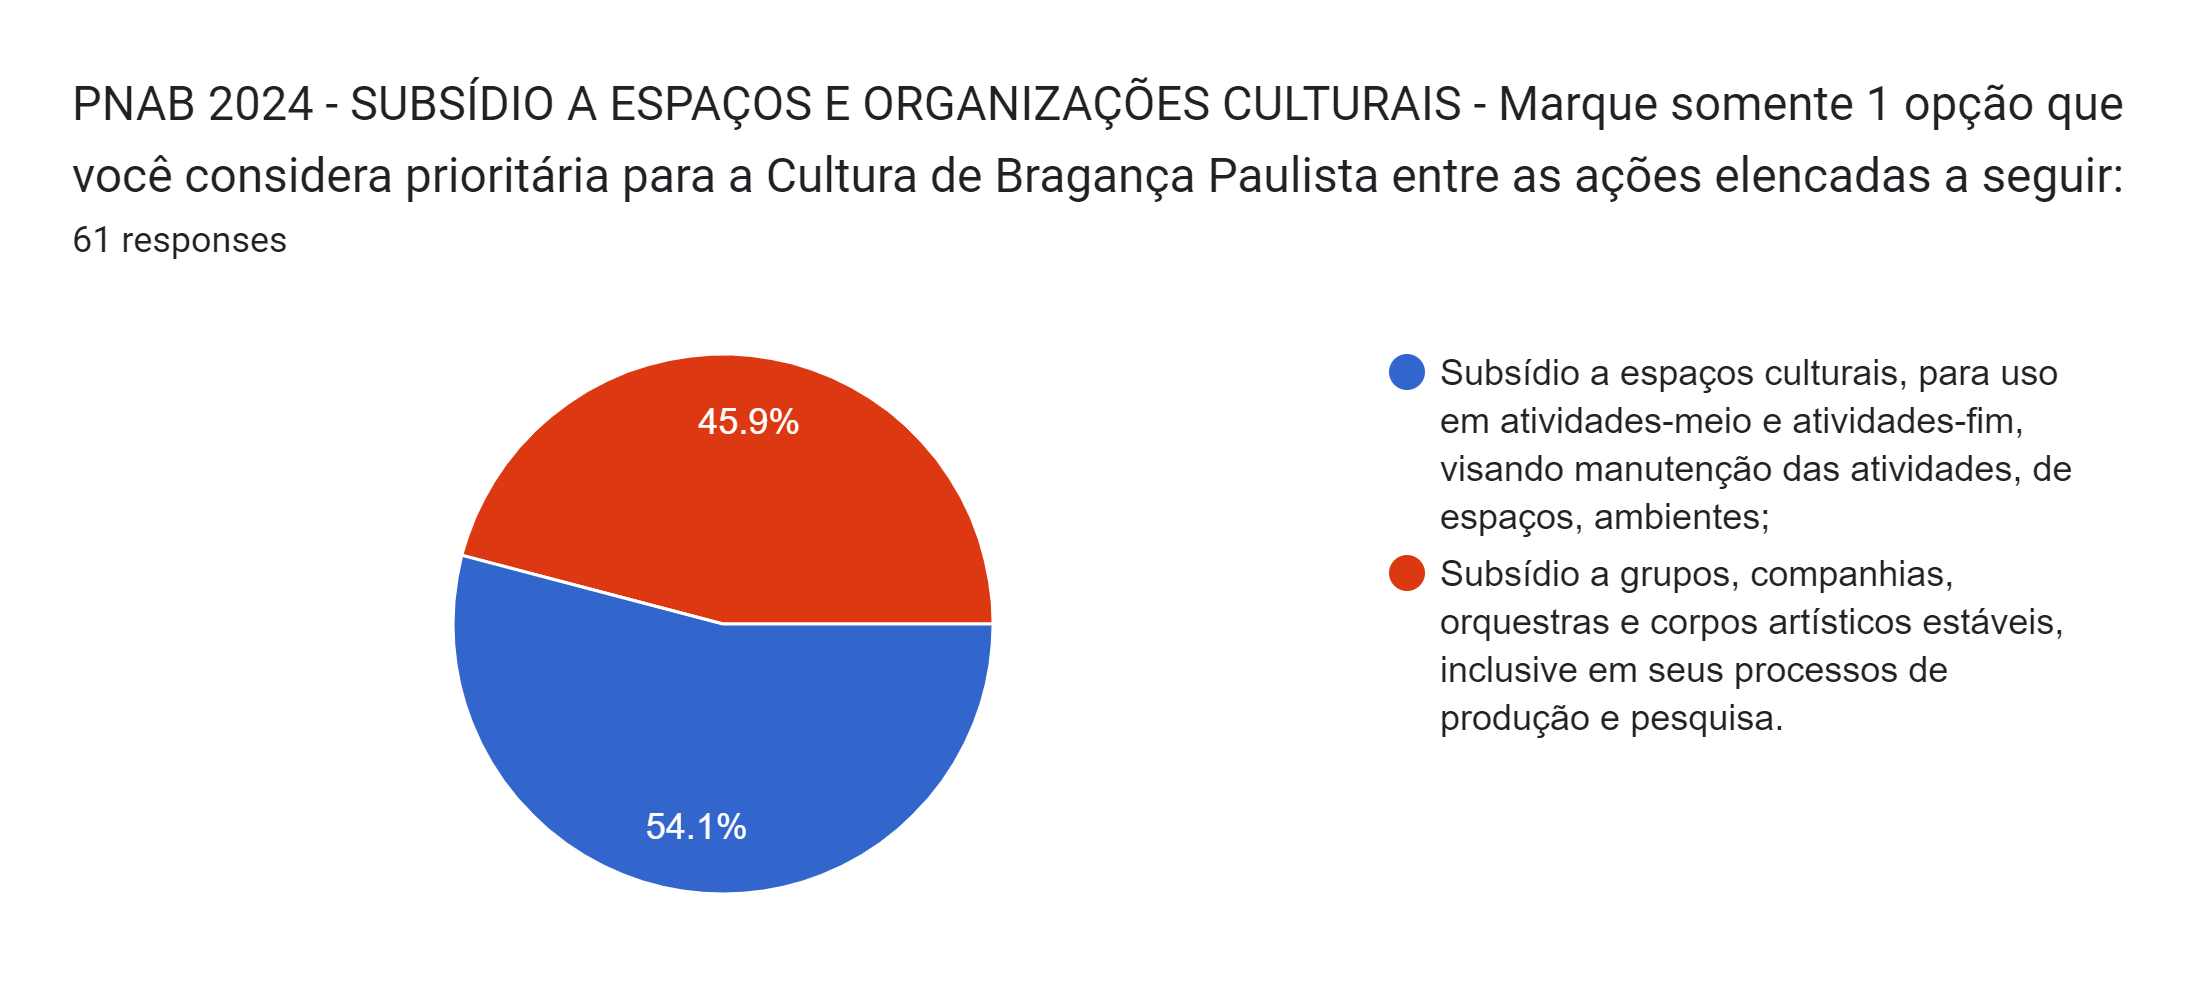 PNAB 2024 - SUBSÍDIO A ESPAÇOS E ORGANIZAÇÕES CULTURAIS - Marque somente 1 opção que
você considera prioritária para a Cultura de Bragança Paulista entre as ações elencadas a seguir:
61 responses
45.9%
54.1%
Subsídio a espaços culturais, para uso
em atividades-meio e atividades-fim,
visando manutenção das atividades, de
espaços, ambientes;
Subsídio a grupos, companhias,
orquestras e corpos artísticos estáveis,
inclusive em seus processos de
produção e pesquisa.